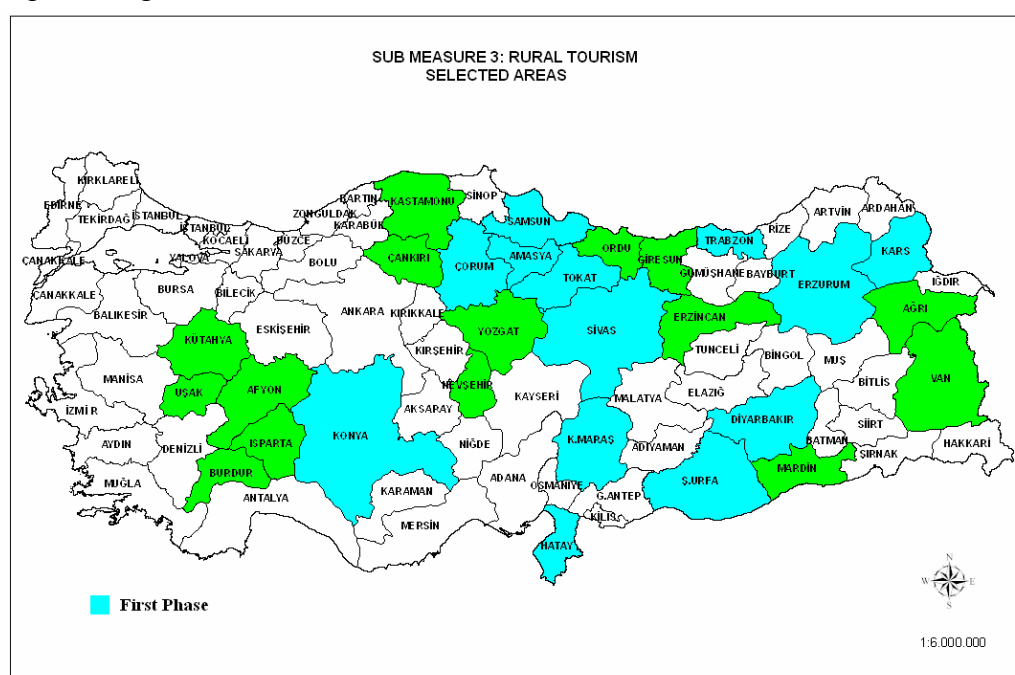 SUB MEASURE 3: RURAL TOURISM
SELECTED AREAS
KIRKLARELİ
EDİRNE
TEKİRDAĞ
İSTANBUL
İSTANBUL
KOCAELİ
YALOVA
SAKARYA
DÜZCE
ZONGULDAK
BARTIN
KARABÜK
KASTAMONU
SİNOP
SAMSUN
ORDU
GİRESUN
TRABZON
RİZE
ARTVİN
ARDAHAN
KARS
ÇANAKKALE
ÇANAKKALE
BALIKESİR
BURSA
BİLECİK
BOLU
ÇANKIRI
ÇORUM
AMASYA
TOKAT
GÜMÜŞHANE
BAYBURT
ERZURUM
IĞDIR
AĞRI
ESKİŞEHİR
ANKARA
KIRIKKALE
YOZGAT
SİVAS
ERZİNCAN
KÜTAHYA
MANİSA
UŞAK
AFYON
KIRŞEHİR
NEVŞEHİR
KAYSERİ
MALATYA
TUNCELİ
ELAZIĞ
BİNGOL
MUŞ
BİTLİS
VAN
İZMİR
AYDIN
DENİZLİ
ISPARTA
BURDUR
KONYA
AKSARAY
NİĞDE
K.MARAŞ
ADIYAMAN
DİYARBAKIR
BATMAN
SİİRT
ŞIRNAK
HAKKARİ
MUĞLA
ANTALYA
KARAMAN
MERSİN
ADANA
OSMANİYE
G.ANTEP
KİLİS
Ş.URFA
MARDİN
HATAY
N
W
E
S
First Phase
1:6.000.000